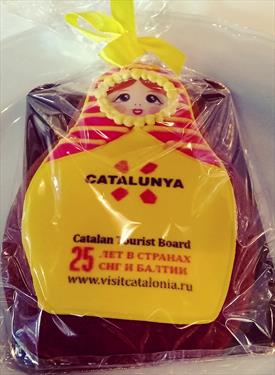 CATALUNYA
Catalan Tourist Board
25 ЛЕТ В СТРАНАХ
СНГ И БАЛТИИ
www.visitcatalonia.ru